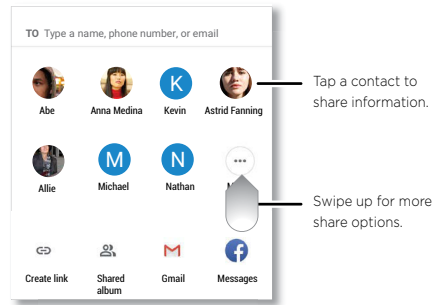 TO Type a name, phone number, or email
K
Abe Anna Medina Kevin Astrid Fanning
Tap a contact to
share information.
M N
Allie Michael Nathan
Swipe up for more
share options.
Create link Shared album Gmail Messages